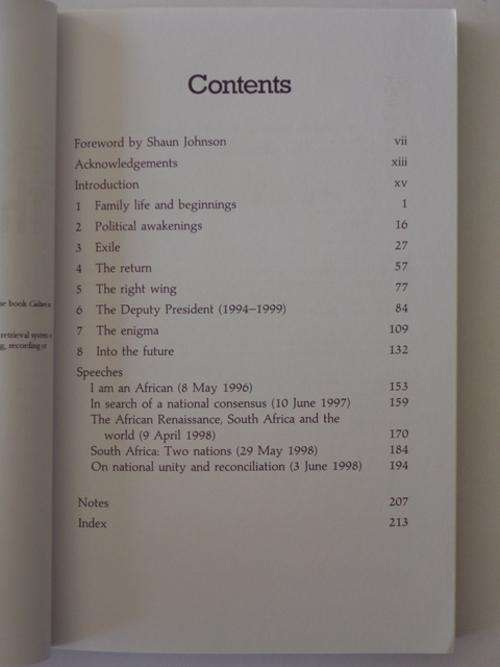 Contents
Foreword by Shaun Johnson vii
Acknowledgements xiii
Introduction xv
1 Family life and beginnings 1
2 Political awakenings 16
3 Exile 27
4 The return 57
5 The right wing 77
6 The Deputy President (1994–1999) 84
7 The enigma 109
8 Into the future 132
Speeches
I am an African (8 May 1996) 153
In search of a national consensus (10 June 1997) 159
The African Renaissance, South Africa and the
world (9 April 1998) 170
South Africa: Two nations (29 May 1998) 184
On national unity and reconciliation (3 June 1998) 194
Notes 207
Index 213
book
retrieval system
recording or